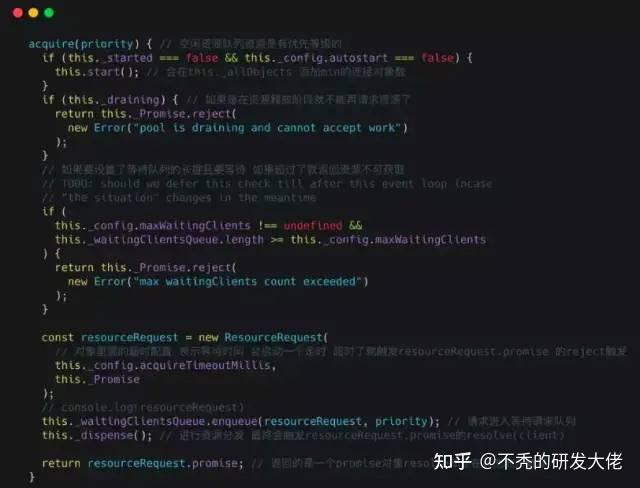 acquire(priority) { // 空闲资源队列资源是有优先等级的
if (this._started === false && this._config.autostart === false) {
this.start(); // 会在this._allObjects 添加min的连接对象数
}
if (this._draining) { // 如果是在资源释放阶段就不能再请求资源了
return this._Promise.reject(
new Error("pool is draining and cannot accept work")
);
}
// 如果要设置了等待队列的长度且要等待 如果超过了就返回资源不可获取
// TODO: should we defer this check till after this event loop incase
// "the situation" changes in the meantime
if (
this._config.maxWaitingClients !== undefined &&
this._waitingClientsQueue.length >= this._config.maxWaitingClients
) {
return this._Promise.reject(
new Error("max waitingClients count exceeded")
);
}
const resourceRequest = new ResourceRequest(
// 对象里面的超时配置 表示等待时间 会启动一个定时 超时了就触发resourceRequest.promise 的reject触发
this._config.acquireTimeoutMillis,
this._Promise
);
// console.log(resourceRequest)
this._waitingClientsQueue.enqueue(resourceRequest, priority); // 请求进入等待请求队列
this._dispense(); // 进行资源分发 最终会触发resourceRequest.promise的resolve(client)
return resourceRequest.promise; // 返回的是一个promise对象
}
知乎 @不秃的研发大佬